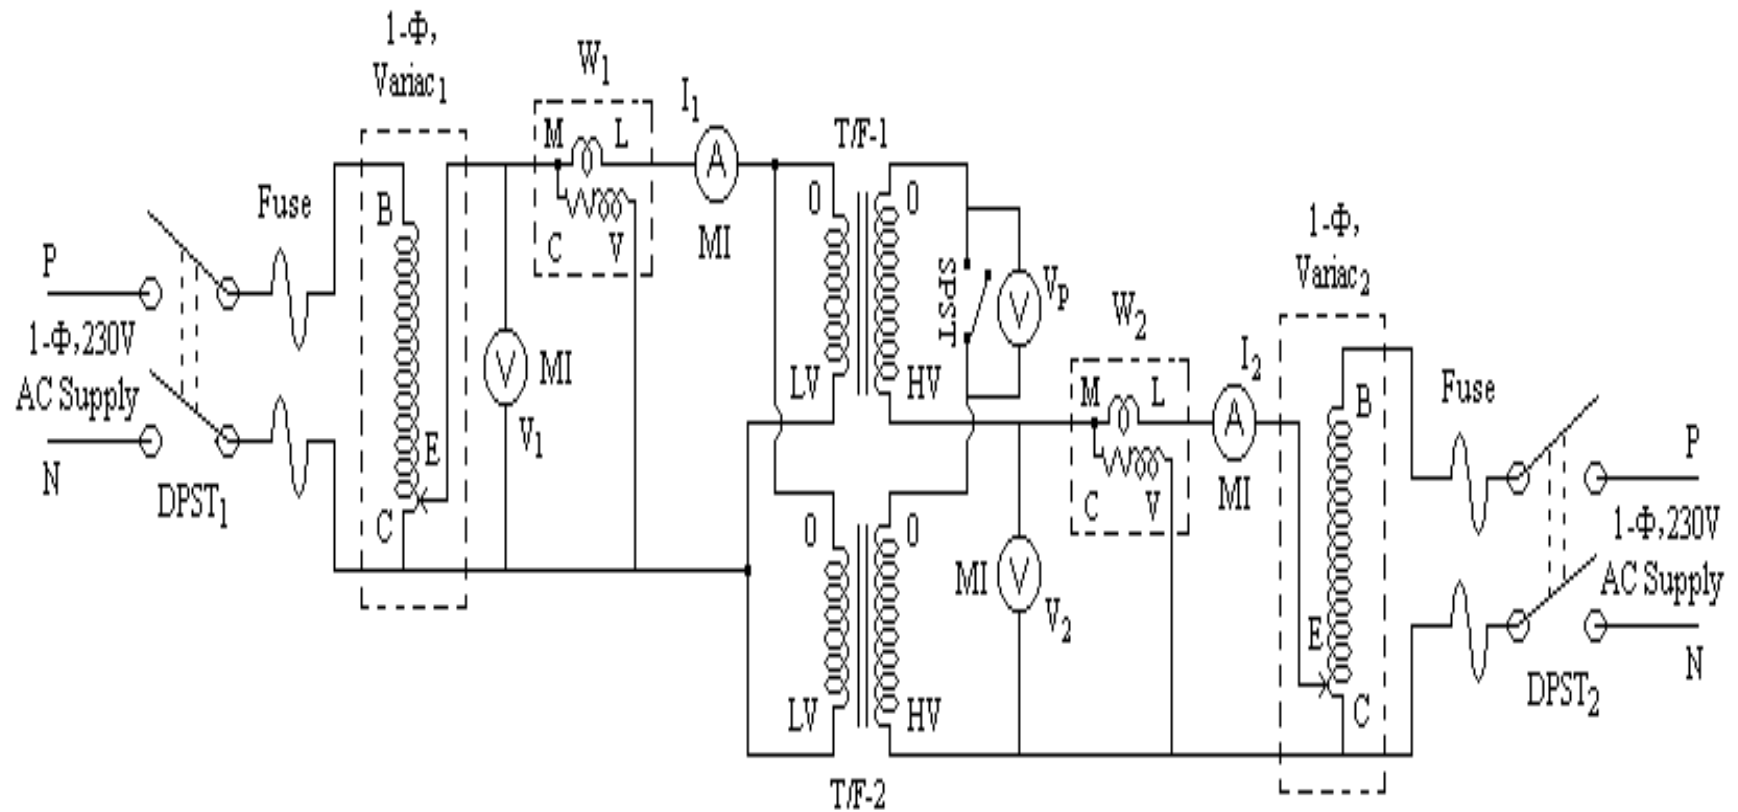 1-Φ,
Variac1
W1
I1
M L
A
T/F-1
Fuse
B
C V
MI
0 0
P
1-Φ,230V
AC Supply
N
DPST1
E
C
V
MI
V1
LV HV
SPST
V
VP
W2
I2
1-Φ,
Variac2
M L
A
C V
MI
B
Fuse
P
1-Φ,230V
AC Supply
N
DPST2
E
C
0 0
MI
V
V2
LV HV
T/F-2